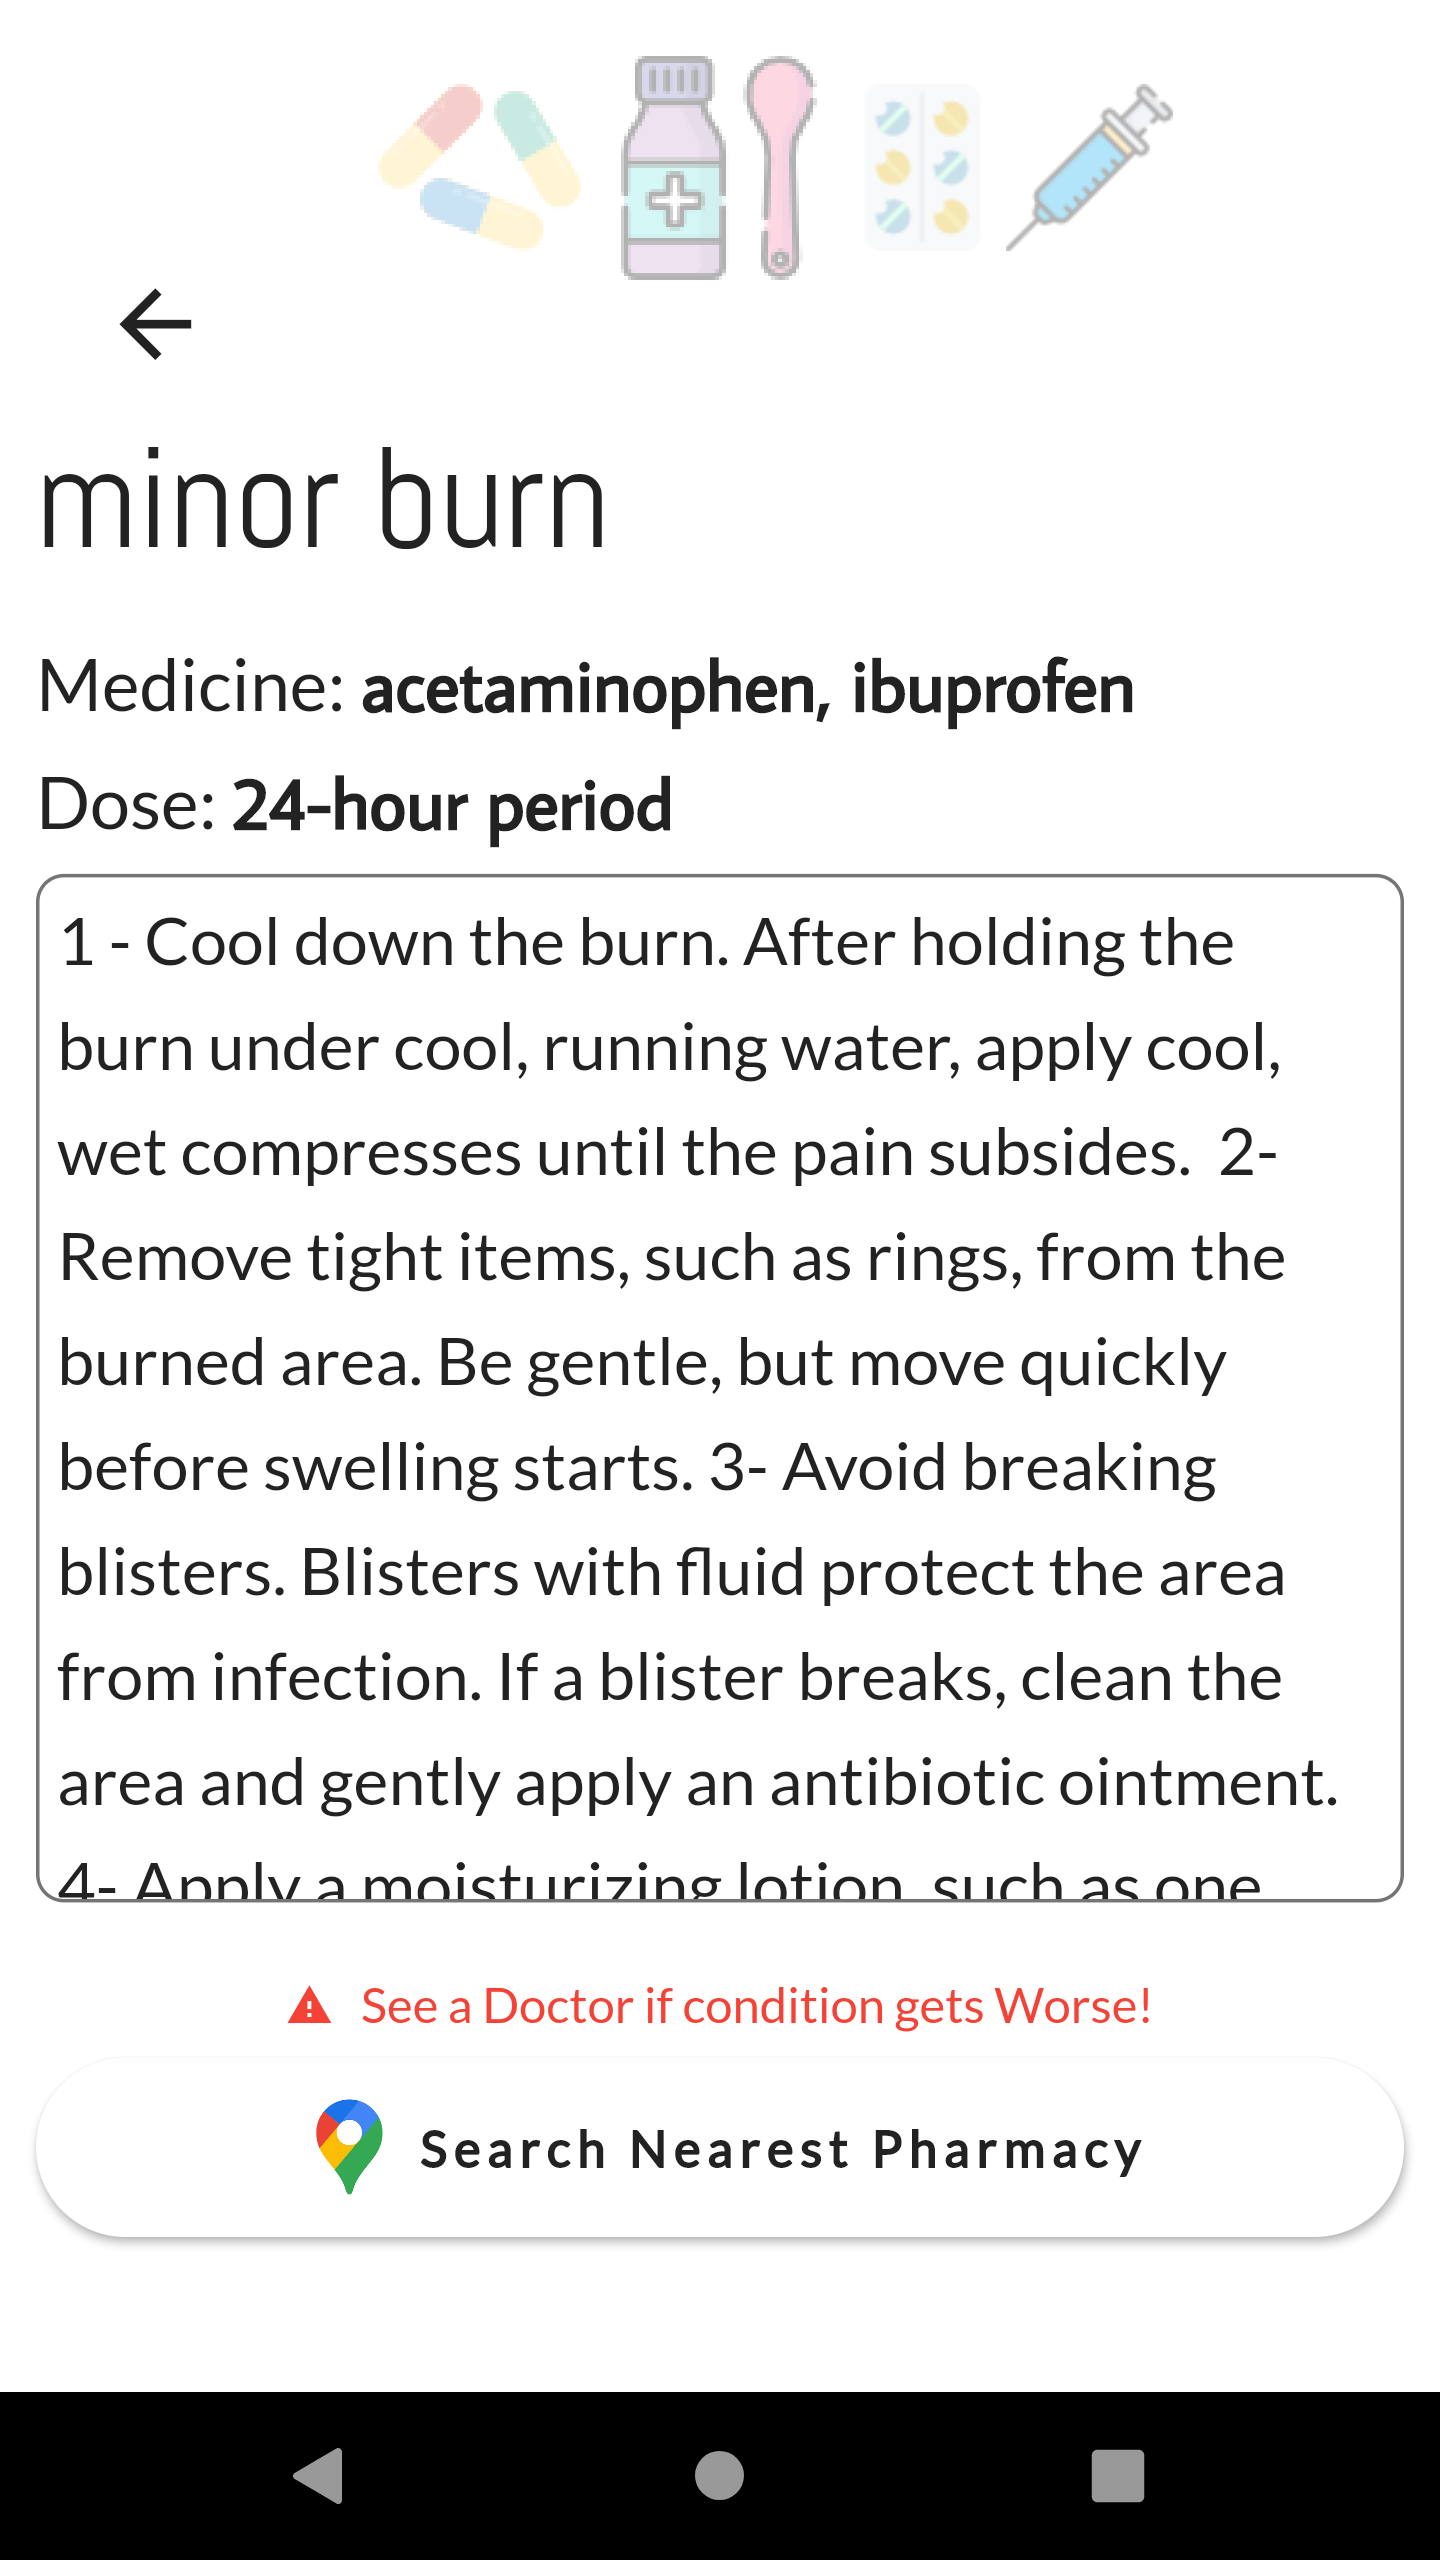 minor burn
Medicine: acetaminophen, ibuprofen
Dose: 24-hour period
1 - Cool down the burn. After holding the
burn under cool, running water, apply cool,
wet compresses until the pain subsides.  2-
Remove tight items, such as rings, from the
burned area. Be gentle, but move quickly
before swelling starts. 3- Avoid breaking
blisters. Blisters with fluid protect the area
from infection. If a blister breaks, clean the
area and gently apply an antibiotic ointment.
4- Apply a moisturizing lotion, such as one
See a Doctor if condition gets Worse!
Search Nearest Pharmacy